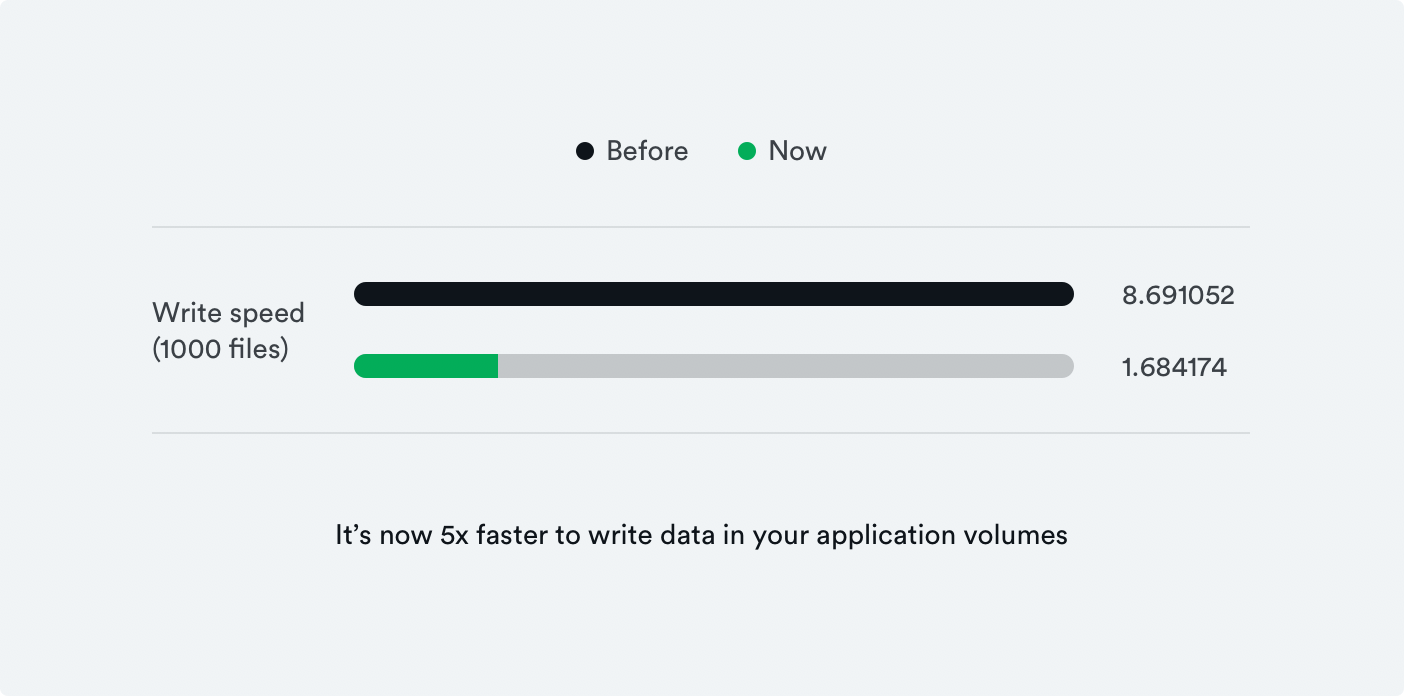 Before
Now
Write speed
(1000 files)
8.691052
1.684174
It’s now 5x faster to write data in your application volumes